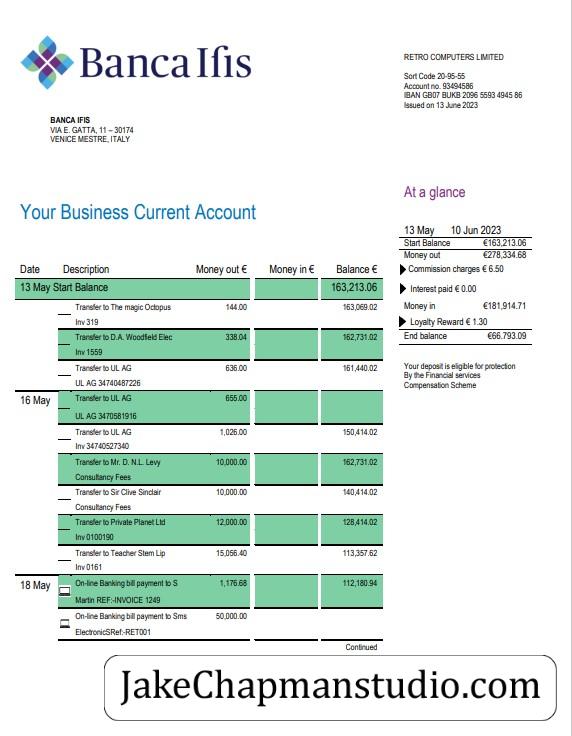 Banca Ifis
RETRO COMPUTERS LIMITED
Sort Code 20-95-55
Account no. 93494586
IBAN GB07 BUKB 2096 5593 4945 86
Issued on 13 June 2023
BANCA IFIS
VIA E. GATTA, 11 – 30174
VENICE MESTRE, ITALY
At a glance
Your Business Current Account
13 May 10 Jun 2023
Start Balance €163,213.06
Money out €278,334.68
Commission charges € 6.50
Interest paid € 0.00
Money in €181,914.71
Loyalty Reward € 1.30
End balance €66.793.09
Your deposit is eligible for protection
By the Financial services
Compensation Scheme
Date Description Money out € Money in € Balance €
13 May Start Balance 163,213.06
Transfer to The magic Octopus 144.00 163,069.02
Inv 319
Transfer to D.A. Woodfield Elec 338.04 162,731.02
Inv 1559
Transfer to UL AG 636.00 161,440.02
UL AG 34740487226
16 May Transfer to UL AG 655.00
UL AG 3470581916
Transfer to UL AG 1,026.00 150,414.02
Inv 34740527340
Transfer to Mr. D. N.L. Levy 10,000.00 162,731.02
Consultancy Fees
Transfer to Sir Clive Sinclair 10,000.00 140,414.02
Consultancy Fees
Transfer to Private Planet Ltd 12,000.00 128,414.02
Inv 0100190
Transfer to Teacher Stem Lip 15,056.40 113,357.62
Inv 0161
18 May On-line Banking bill payment to S 1,176.68 112,180.94
Martin REF:-INVOICE 1249
On-line Banking bill payment to Sms 50,000.00
ElectronicSRef:-RET001
Continued
JakeChapmanstudio.com